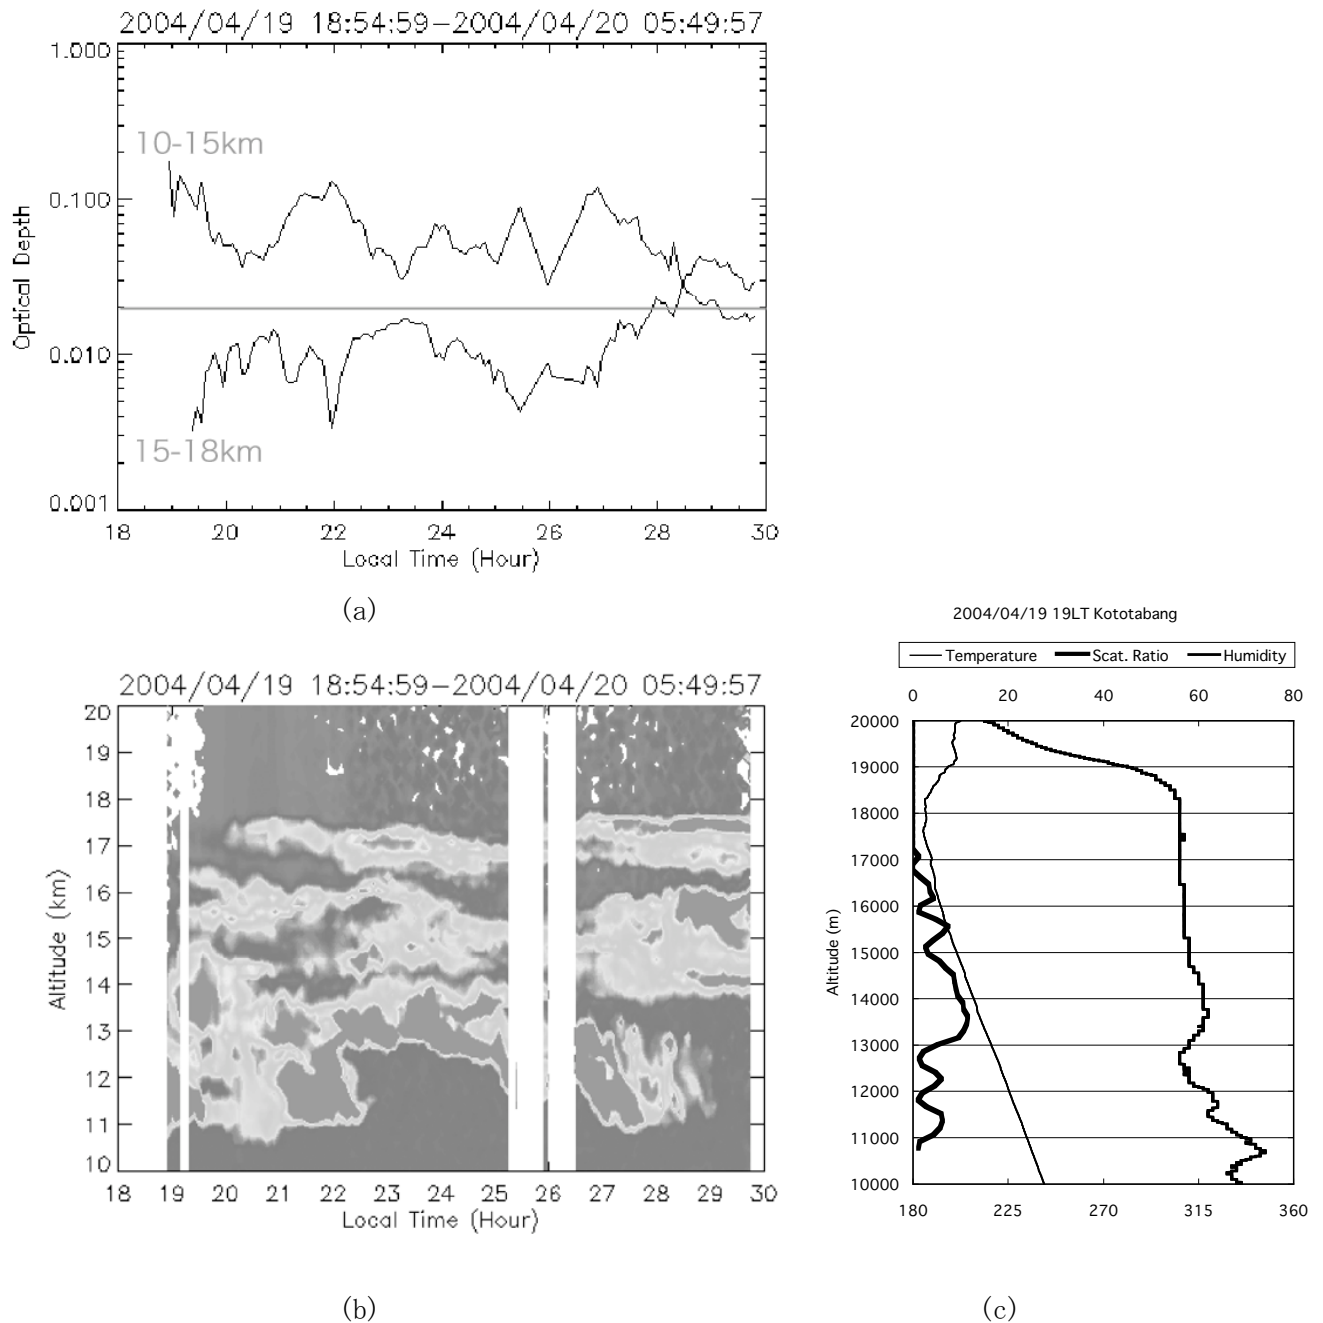 2004/04/19 18:54:59-2004/04/20 05:49:57
1.000
10-15km
0.100
Optical Depth
0.010
15-18km
0.001
18 20 22 24 26 28 30
Local Time (Hour)
(a)
2004/04/19 18:54:59-2004/04/20 05:49:57
20
19
18
17
16
15
14
13
12
11
10
Altitude (km)
18 19 20 21 22 23 24 25 26 27 28 29 30
Local Time (Hour)
(b)
2004/04/19 19LT Kototabang
Temperature Scat. Ratio Humidity
0 20 40 60 80
20000
19000
18000
17000
16000
15000
14000
13000
12000
11000
10000
Altitude (m)
180 225 270 315 360
(c)